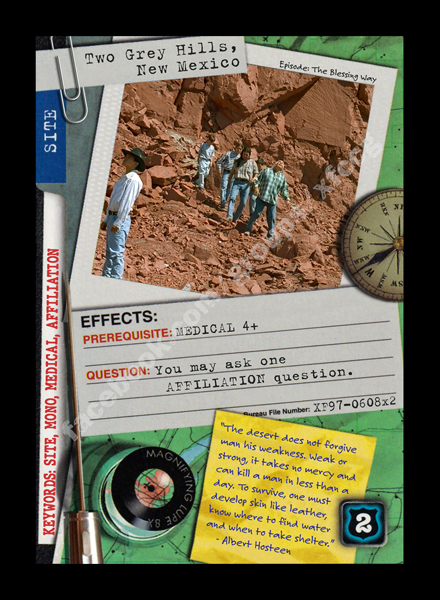 Two Grey Hills,
New Mexico
Episode: The Blessing Way
SITE
KEYWORDS: SITE, MONO, MEDICAL, AFFILIATION
EFFECTS:
PREREQUISITE: MEDICAL 4+
QUESTION: You may ask one
AFFILIATION question.
Bureau File Number: XF97-0608x2
MAGNIFYING LUPE 8X
"The desert does not forgive
man his weakness. Weak or
strong, it takes no mercy and
can kill a man in less than a
day. To survive, one must
develop skin like leather,
know where to find water
and when to take shelter."
- Albert Hosteen
2